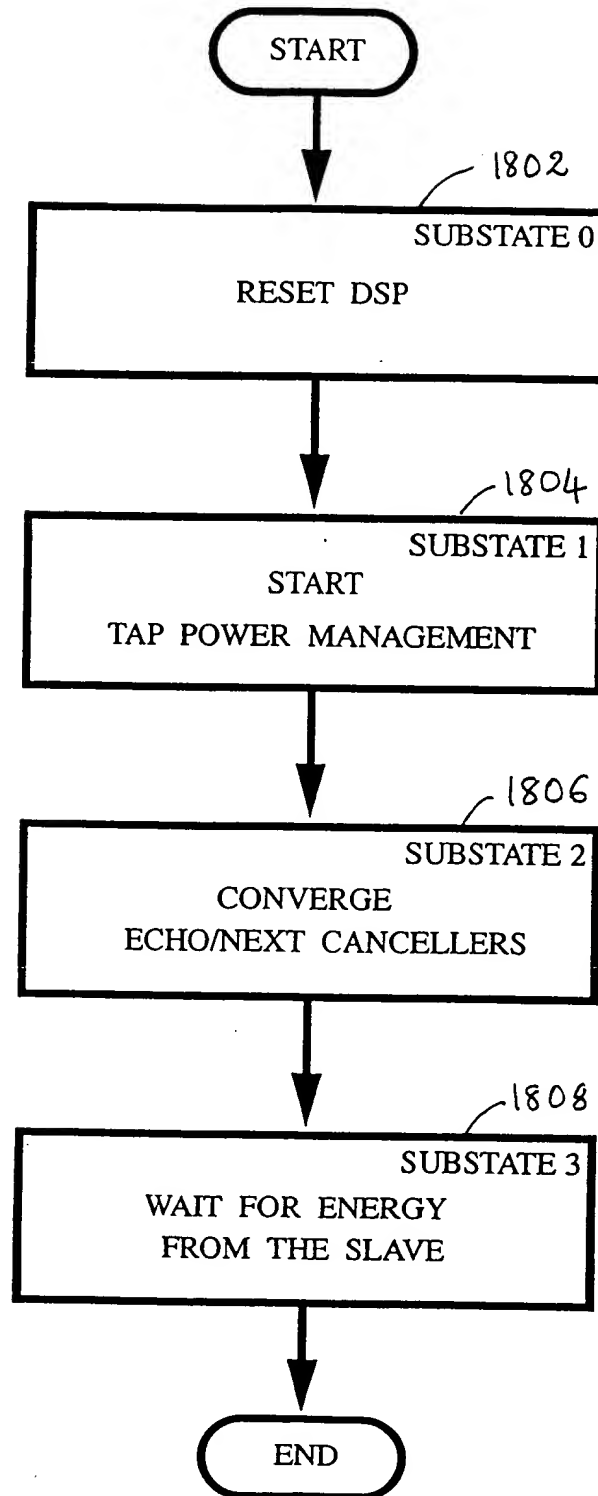 START
1802
SUBSTATE 0
RESET DSP
1804
SUBSTATE 1
START
TAP POWER MANAGEMENT
1806
SUBSTATE 2
CONVERGE
ECHO/NEXT CANCELLERS
1808
SUBSTATE 3
WAIT FOR ENERGY
FROM THE SLAVE
END